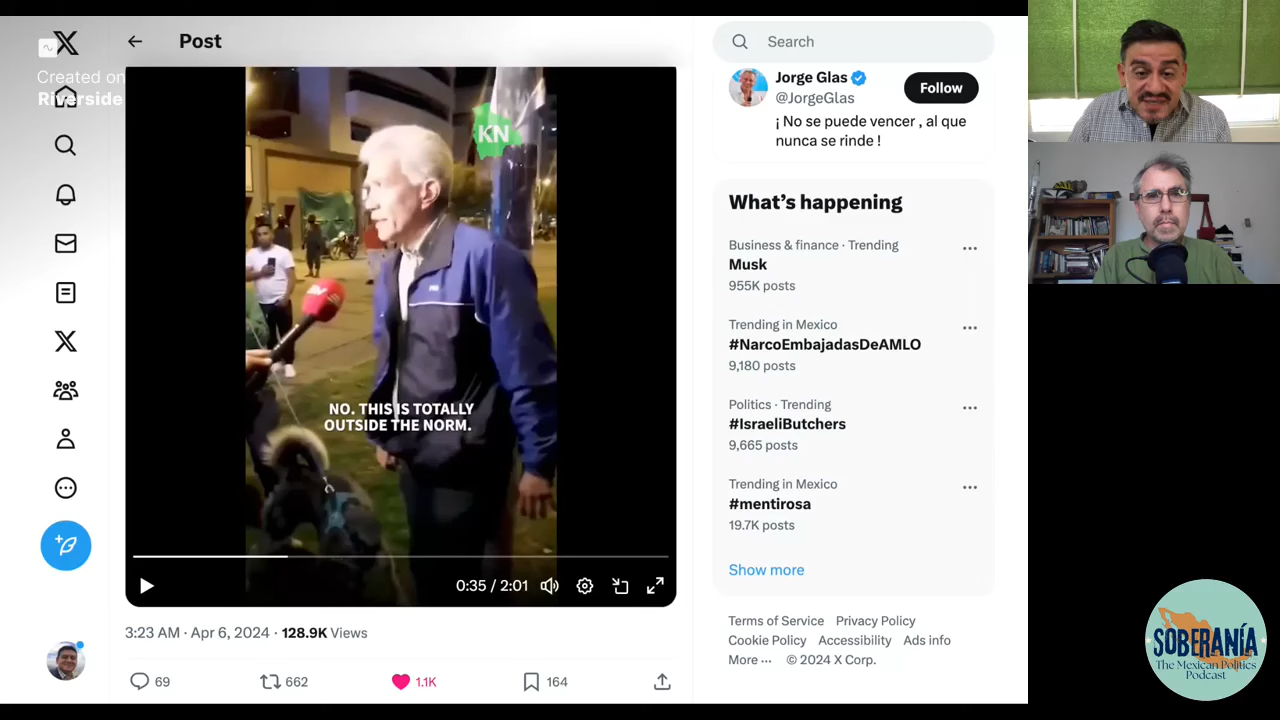 Created on
Riverside
Post
KN
NO. THIS IS TOTALLY
OUTSIDE THE NORM.
0:35 / 2:01
3:23 AM · Apr 6, 2024 · 128.9K Views
69
662
1.1K
164
Search
Jorge Glas
@JorgeGlas
Follow
¡ No se puede vencer , al que
nunca se rinde !
What's happening
Business & finance · Trending
Musk
955K posts
Trending in Mexico
#NarcoEmbajadasDeAMLO
9,180 posts
Politics · Trending
#IsraeliButchers
9,665 posts
Trending in Mexico
#mentirosa
19.7K posts
Show more
Terms of Service Privacy Policy
Cookie Policy Accessibility Ads info
More ··· © 2024 X Corp.
SOBERANÍA
The Mexican Politics
Podcast